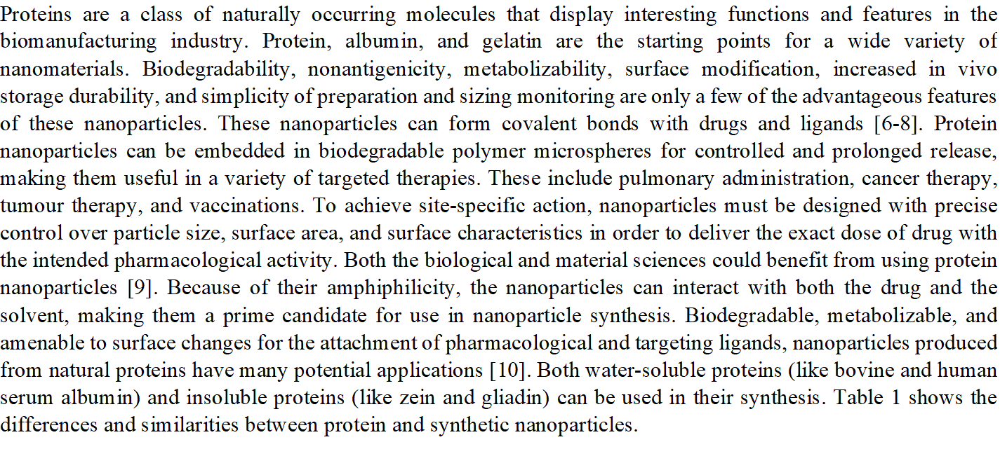 Proteins are a class of naturally occurring molecules that display interesting functions and features in the
biomanufacturing industry. Protein, albumin, and gelatin are the starting points for a wide variety of
nanomaterials. Biodegradability, nonantigenicity, metabolizability, surface modification, increased in vivo
storage durability, and simplicity of preparation and sizing monitoring are only a few of the advantageous features
of these nanoparticles. These nanoparticles can form covalent bonds with drugs and ligands [6-8]. Protein
nanoparticles can be embedded in biodegradable polymer microspheres for controlled and prolonged release,
making them useful in a variety of targeted therapies. These include pulmonary administration, cancer therapy,
tumour therapy, and vaccinations. To achieve site-specific action, nanoparticles must be designed with precise
control over particle size, surface area, and surface characteristics in order to deliver the exact dose of drug with
the intended pharmacological activity. Both the biological and material sciences could benefit from using protein
nanoparticles [9]. Because of their amphiphilicity, the nanoparticles can interact with both the drug and the
solvent, making them a prime candidate for use in nanoparticle synthesis. Biodegradable, metabolizable, and
amenable to surface changes for the attachment of pharmacological and targeting ligands, nanoparticles produced
from natural proteins have many potential applications [10]. Both water-soluble proteins (like bovine and human
serum albumin) and insoluble proteins (like zein and gliadin) can be used in their synthesis. Table 1 shows the
differences and similarities between protein and synthetic nanoparticles.